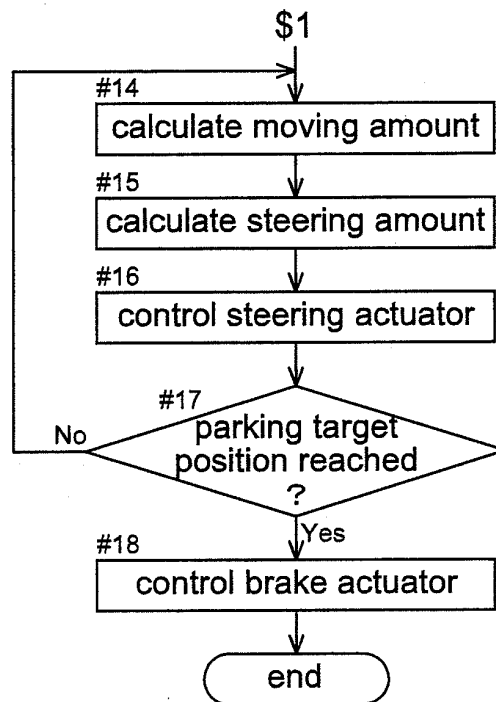 $1
#14
calculate moving amount
#15
calculate steering amount
#16
control steering actuator
#17
parking target
position reached
?
No
Yes
#18
control brake actuator
end